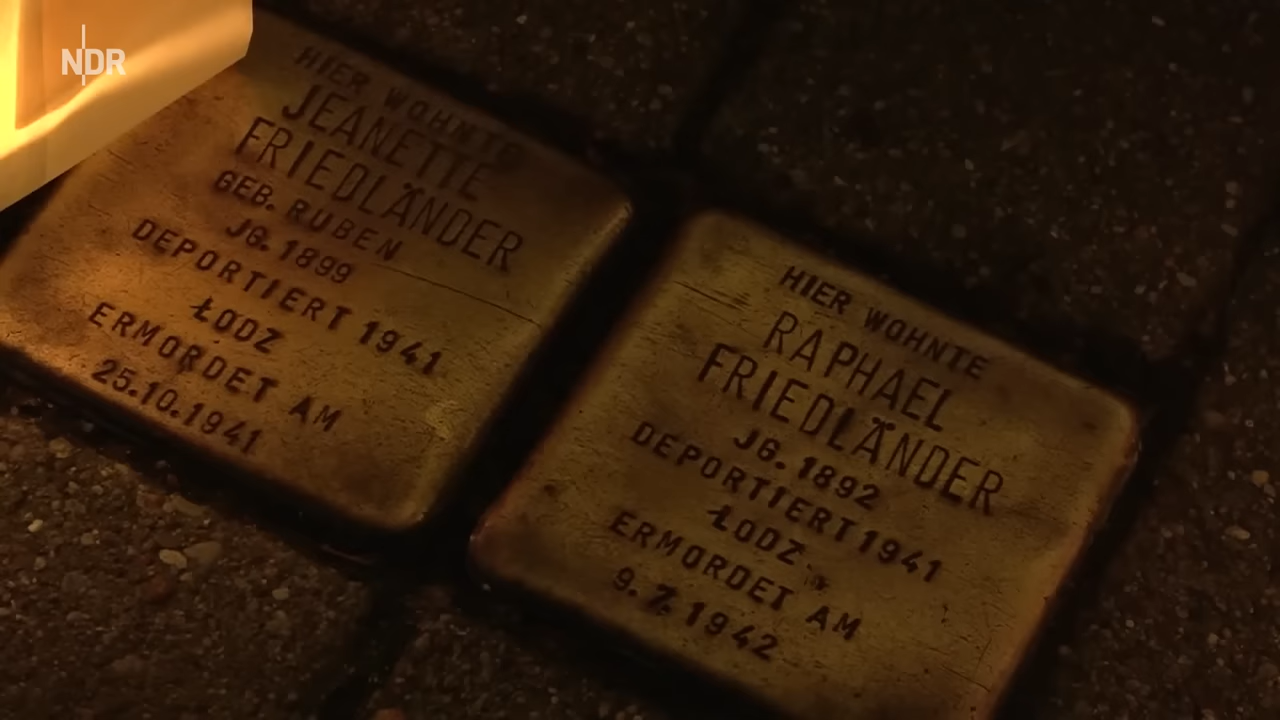 NDR
HIER WOHNTE
JEANETTE
FRIEDLÄNDER
GEB. RUBEN
JG. 1899
DEPORTIERT 1941
ŁODZ
ERMORDET AM
25.10.1941
HIER WOHNTE
RAPHAEL
FRIEDLÄNDER
JG. 1892
DEPORTIERT 1941
ŁODZ
ERMORDET AM
9.7.1942